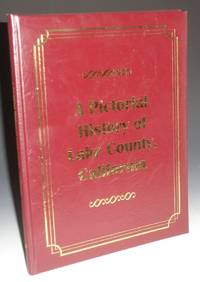 A Pictorial
History of
Lake County,
California